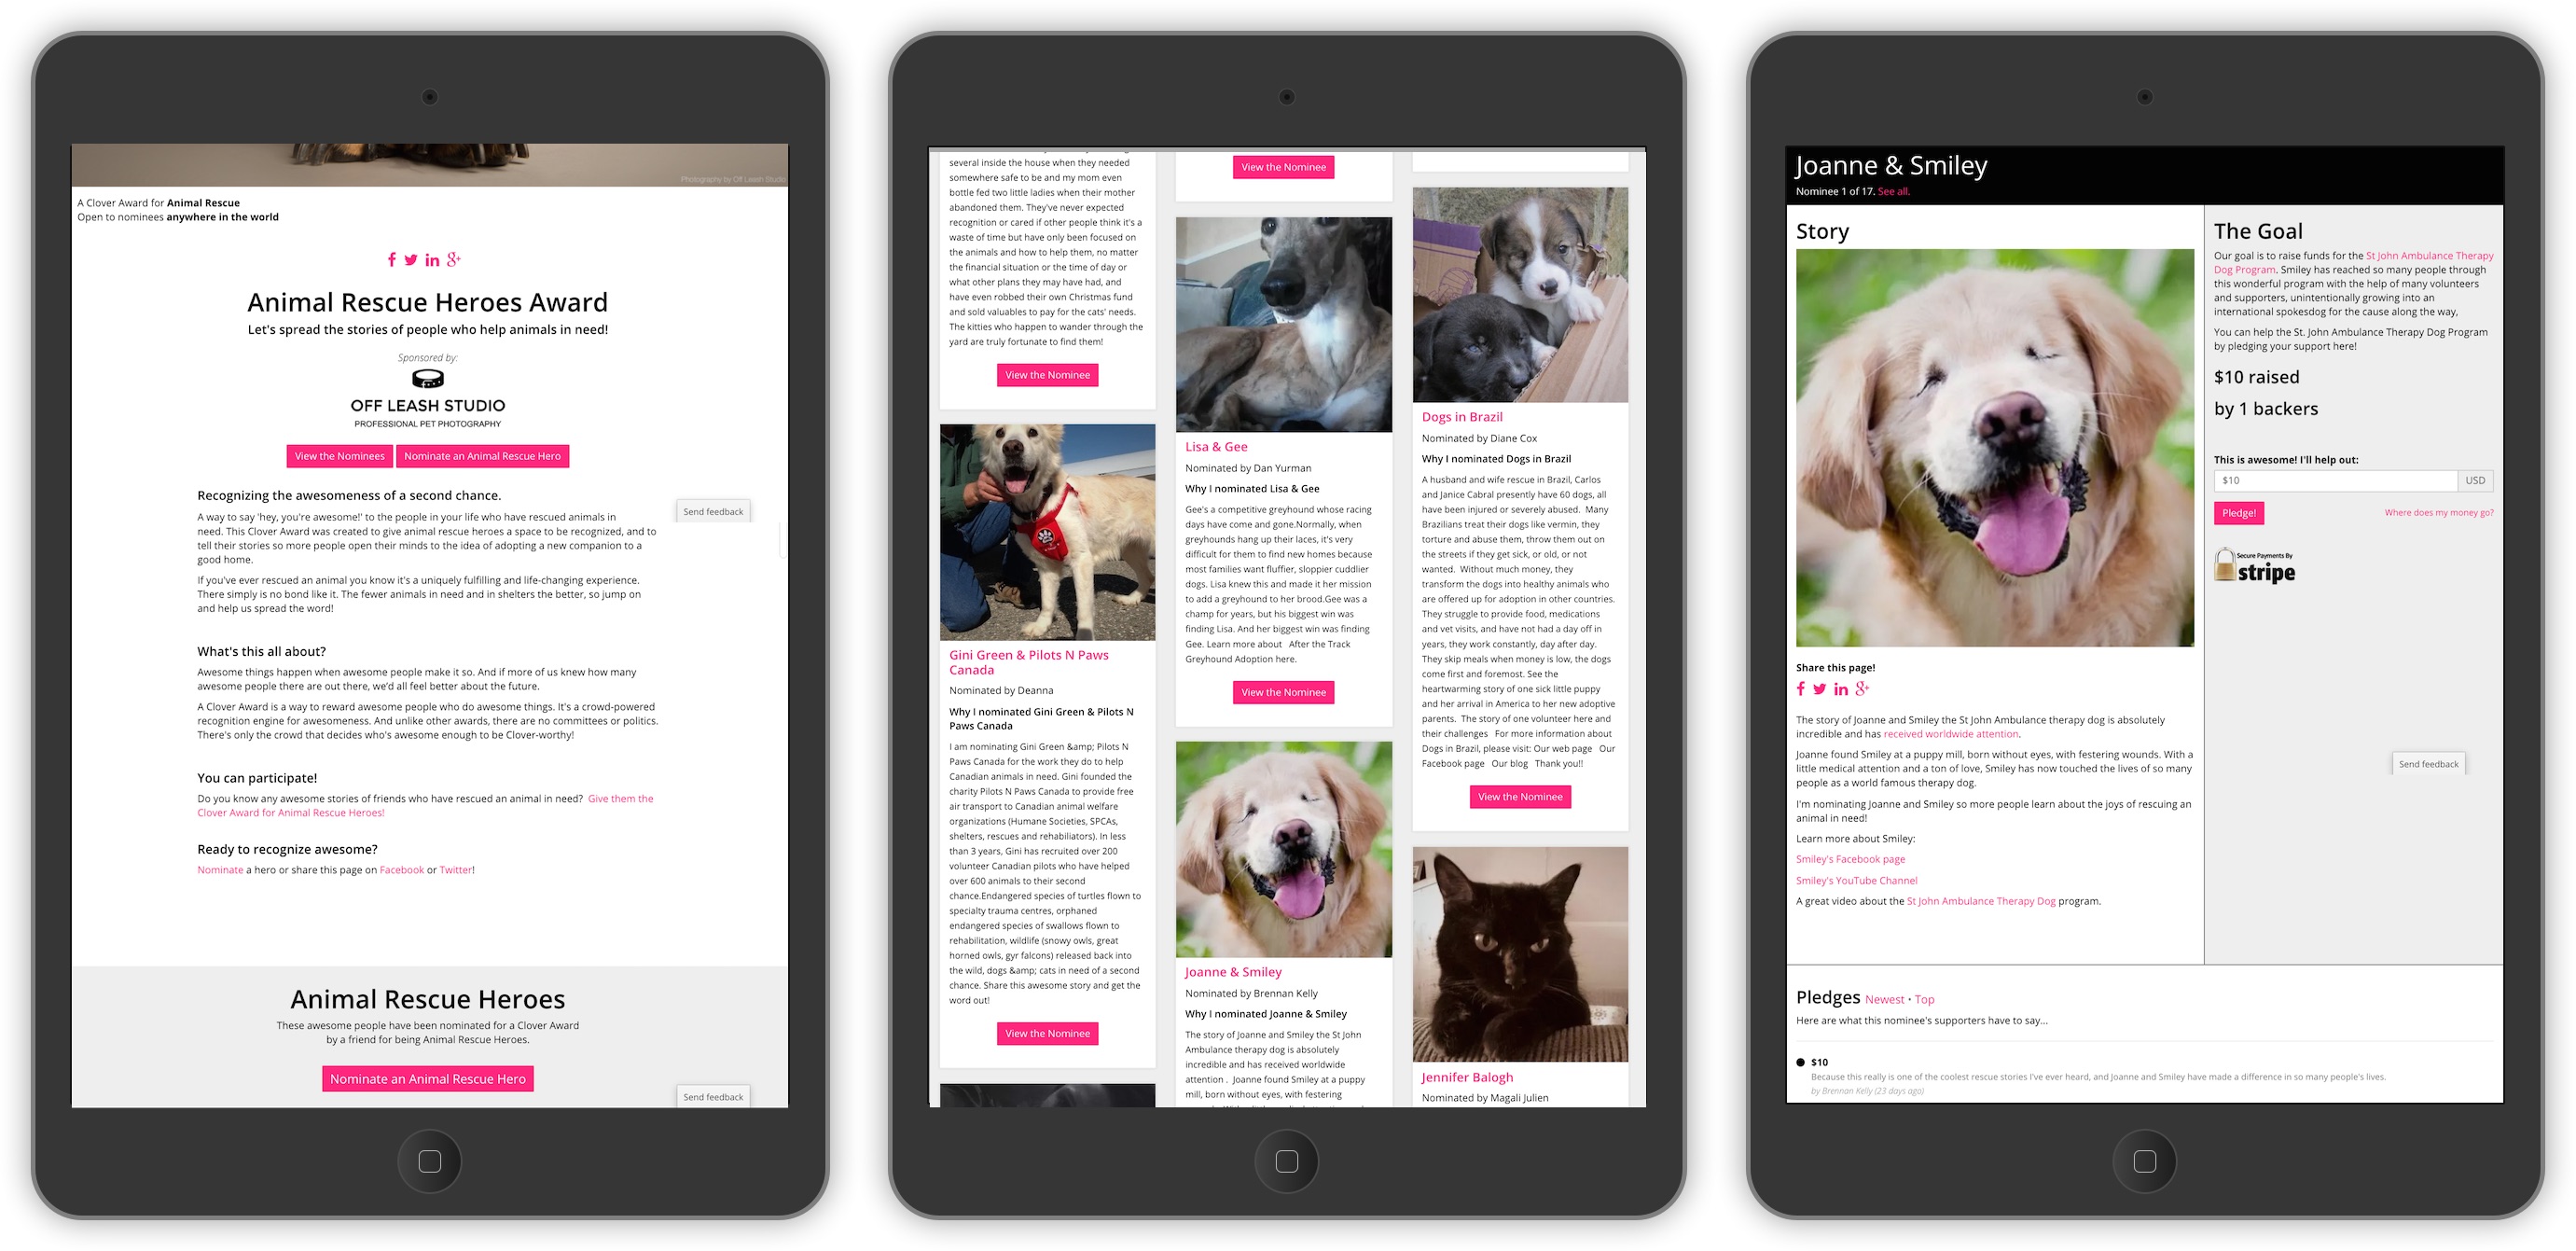 Photography by Off Leash Studio
A Clover Award for Animal Rescue
Open to nominees anywhere in the world
Animal Rescue Heroes Award
Let's spread the stories of people who help animals in need!
Sponsored by:
OFF LEASH STUDIO
PROFESSIONAL PET PHOTOGRAPHY
View the Nominees
Nominate an Animal Rescue Hero
Recognizing the awesomeness of a second chance.
Send feedback
A way to say 'hey, you're awesome!' to the people in your life who have rescued animals in
need. This Clover Award was created to give animal rescue heroes a space to be recognized, and to
tell their stories so more people open their minds to the idea of adopting a new companion to a
good home.
If you've ever rescued an animal you know it's a uniquely fulfilling and life-changing experience.
There simply is no bond like it. The fewer animals in need and in shelters the better, so jump on
and help us spread the word!
What's this all about?
Awesome things happen when awesome people make it so. And if more of us knew how many
awesome people there are out there, we'd all feel better about the future.
A Clover Award is a way to reward awesome people who do awesome things. It's a crowd-powered
recognition engine for awesomeness. And unlike other awards, there are no committees or politics.
There's only the crowd that decides who's awesome enough to be Clover-worthy!
You can participate!
Do you know any awesome stories of friends who have rescued an animal in need? Give them the
Clover Award for Animal Rescue Heroes!
Ready to recognize awesome?
Nominate a hero or share this page on Facebook or Twitter!
Animal Rescue Heroes
These awesome people have been nominated for a Clover Award
by a friend for being Animal Rescue Heroes.
Nominate an Animal Rescue Hero
Send feedback
several inside the house when they needed
somewhere safe to be and my mom even
bottle fed two little ladies when their mother
abandoned them. They've never expected
recognition or cared if other people think it's a
waste of time but have only been focused on
the animals and how to help them, no matter
the financial situation or the time of day or
what other plans they may have had, and
have even robbed their own Christmas fund
and sold valuables to pay for the cats' needs.
The kitties who happen to wander through the
yard are truly fortunate to find them!
View the Nominee
Gini Green & Pilots N Paws
Canada
Nominated by Deanna
Why I nominated Gini Green & Pilots N
Paws Canada
I am nominating Gini Green &amp; Pilots N
Paws Canada for the work they do to help
Canadian animals in need. Gini founded the
charity Pilots N Paws Canada to provide free
air transport to Canadian animal welfare
organizations (Humane Societies, SPCAs,
shelters, rescues and rehabiliators). In less
than 3 years, Gini has recruited over 200
volunteer Canadian pilots who have helped
over 600 animals to their second
chance.Endangered species of turtles flown to
specialty trauma centres, orphaned
endangered species of swallows flown to
rehabilitation, wildlife (snowy owls, great
horned owls, gyr falcons) released back into
the wild, dogs &amp; cats in need of a second
chance. Share this awesome story and get the
word out!
View the Nominee
View the Nominee
Lisa & Gee
Nominated by Dan Yurman
Why I nominated Lisa & Gee
Gee's a competitive greyhound whose racing
days have come and gone.Normally, when
greyhounds hang up their laces, it's very
difficult for them to find new homes because
most families want fluffier, sloppier cuddlier
dogs. Lisa knew this and made it her mission
to add a greyhound to her brood.Gee was a
champ for years, but his biggest win was
finding Lisa. And her biggest win was finding
Gee. Learn more about After the Track
Greyhound Adoption here.
View the Nominee
Joanne & Smiley
Nominated by Brennan Kelly
Why I nominated Joanne & Smiley
The story of Joanne and Smiley the St John
Ambulance therapy dog is absolutely
incredible and has received worldwide
attention . Joanne found Smiley at a puppy
mill, born without eyes, with festering
Dogs in Brazil
Nominated by Diane Cox
Why I nominated Dogs in Brazil
A husband and wife rescue in Brazil, Carlos
and Janice Cabral presently have 60 dogs, all
have been injured or severely abused. Many
Brazilians treat their dogs like vermin, they
torture and abuse them, throw them out on
the streets if they get sick, or old, or not
wanted. Without much money, they
transform the dogs into healthy animals who
are offered up for adoption in other countries.
They struggle to provide food, medications
and vet visits, and have not had a day off in
years, they work constantly, day after day.
They skip meals when money is low, the dogs
come first and foremost. See the
heartwarming story of one sick little puppy
and her arrival in America to her new adoptive
parents. The story of one volunteer here and
their challenges For more information about
Dogs in Brazil, please visit: Our web page Our
Facebook page Our blog Thank you!!
View the Nominee
Jennifer Balogh
Nominated by Magali Julien
Joanne & Smiley
Nominee 1 of 17. See all.
Story
Share this page!
The story of Joanne and Smiley the St John Ambulance therapy dog is absolutely
incredible and has received worldwide attention.
Joanne found Smiley at a puppy mill, born without eyes, with festering wounds. With a
little medical attention and a ton of love, Smiley has now touched the lives of so many
people as a world famous therapy dog.
I'm nominating Joanne and Smiley so more people learn about the joys of rescuing an
animal in need!
Learn more about Smiley:
Smiley's Facebook page
Smiley's YouTube Channel
A great video about the St John Ambulance Therapy Dog program.
The Goal
Our goal is to raise funds for the St John Ambulance Therapy
Dog Program. Smiley has reached so many people through
this wonderful program with the help of many volunteers
and supporters, unintentionally growing into an
international spokesdog for the cause along the way,
You can help the St. John Ambulance Therapy Dog Program
by pledging your support here!
$10 raised
by 1 backers
This is awesome! I'll help out:
$10 USD
Pledge!
Where does my money go?
Secure Payments By
stripe
Send feedback
Pledges Newest • Top
Here are what this nominee's supporters have to say...
$10
Because this really is one of the coolest rescue stories I've ever heard, and Joanne and Smiley have made a difference in so many people's lives.
by Brennan Kelly (23 days ago)